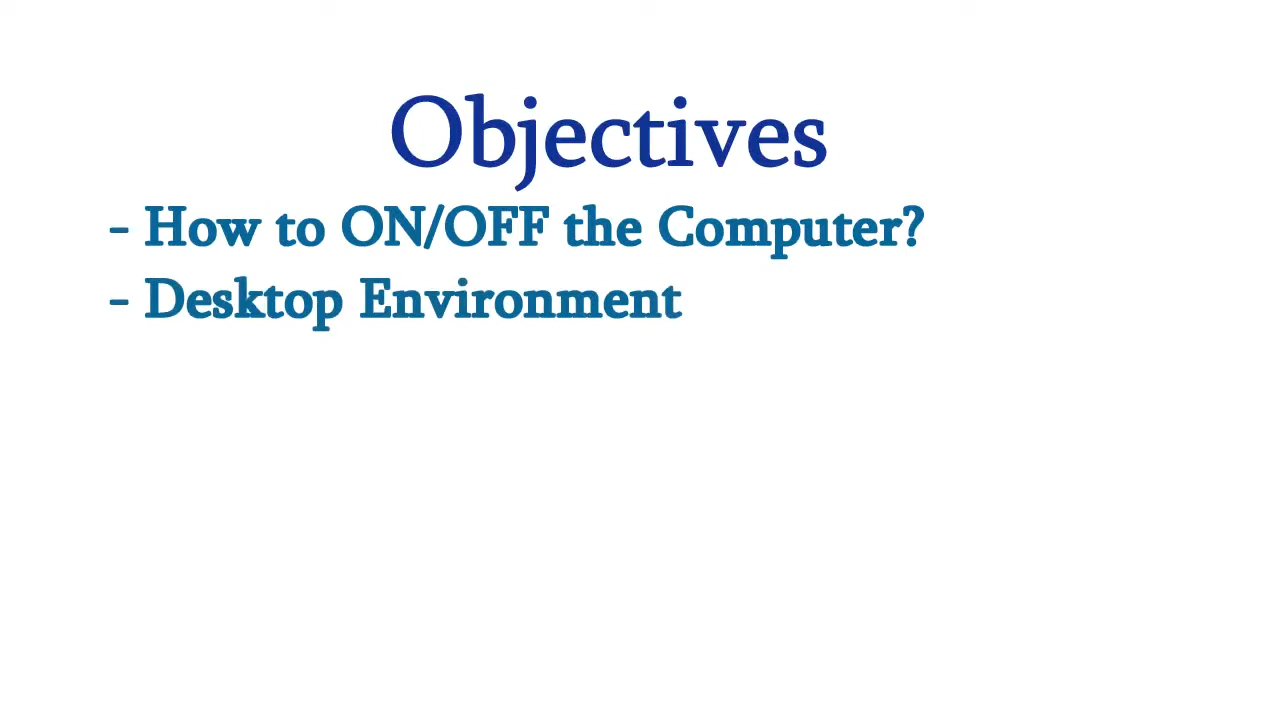 Objectives
- How to ON/OFF the Computer?
- Desktop Environment